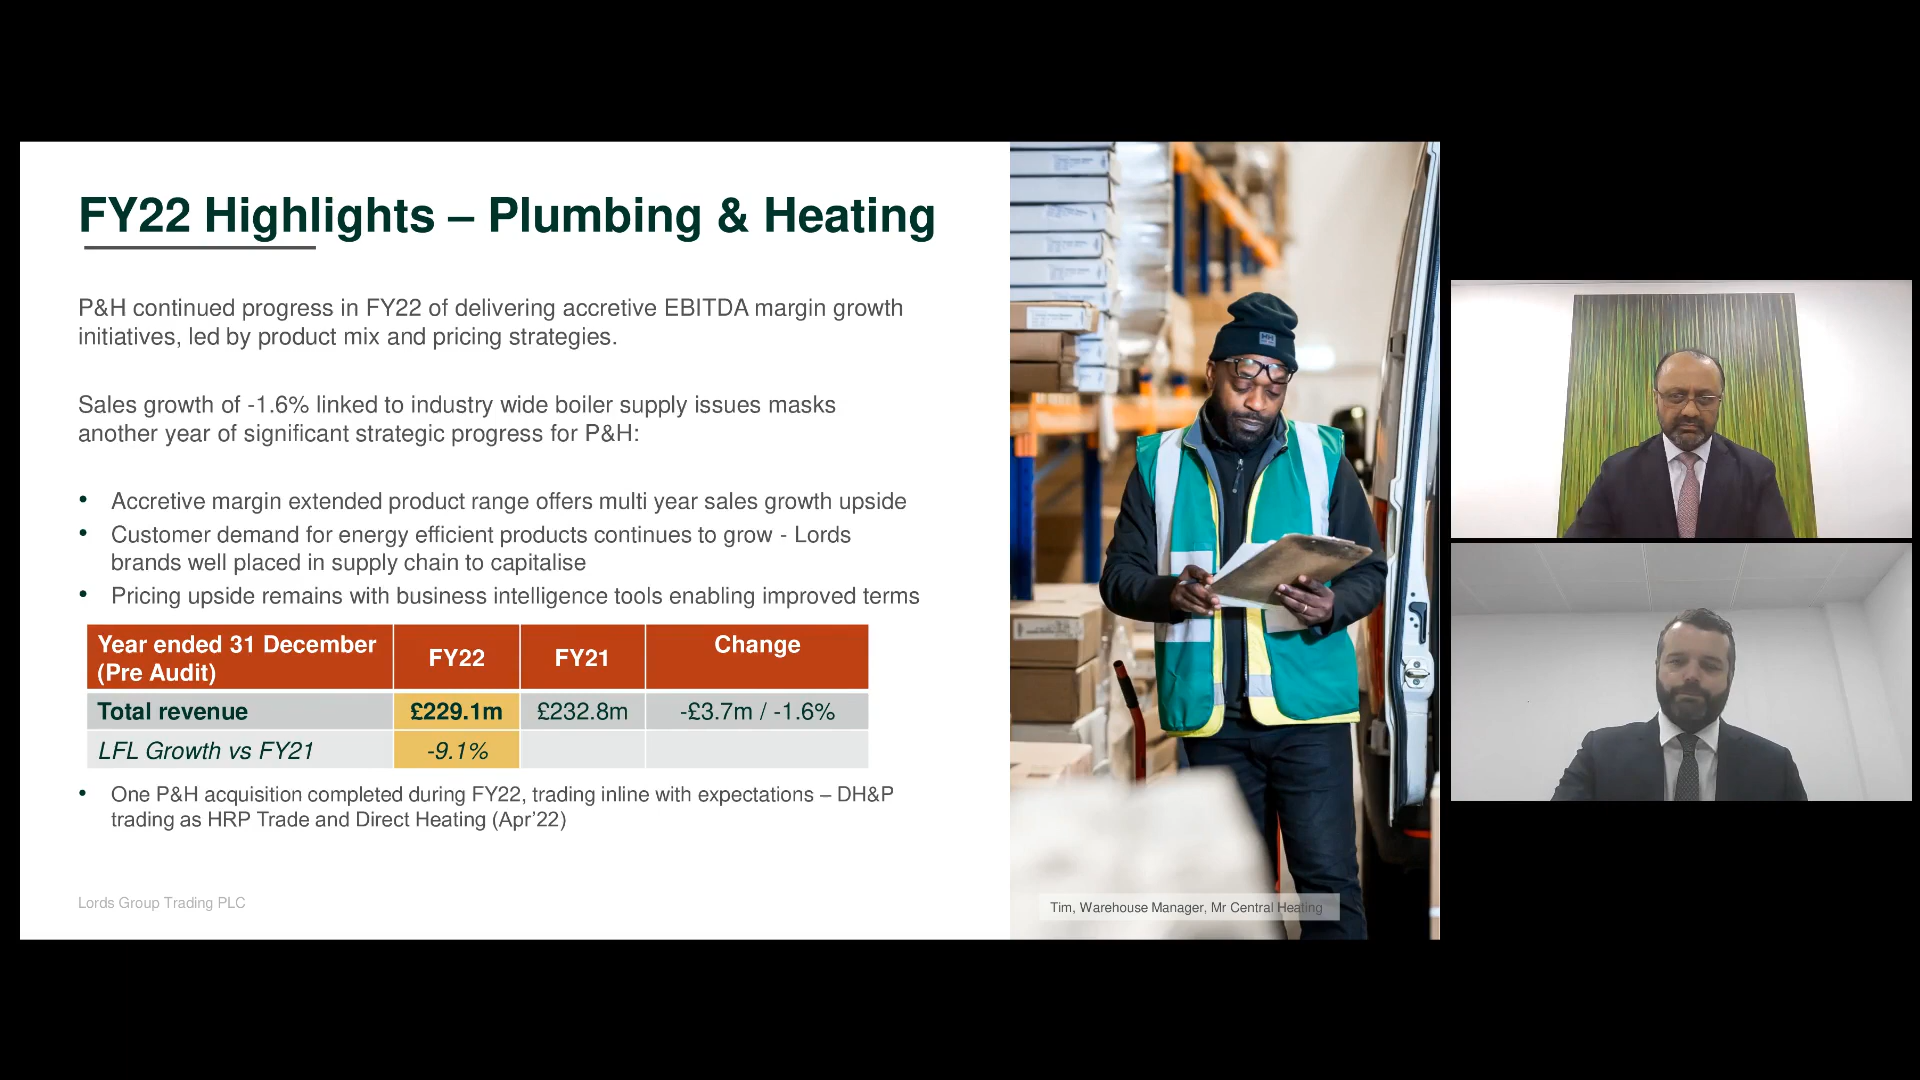 FY22 Highlights – Plumbing & Heating
P&H continued progress in FY22 of delivering accretive EBITDA margin growth
initiatives, led by product mix and pricing strategies.
Sales growth of -1.6% linked to industry wide boiler supply issues masks
another year of significant strategic progress for P&H:
• Accretive margin extended product range offers multi year sales growth upside
• Customer demand for energy efficient products continues to grow - Lords
brands well placed in supply chain to capitalise
• Pricing upside remains with business intelligence tools enabling improved terms
Year ended 31 December
(Pre Audit) FY22 FY21 Change
Total revenue £229.1m £232.8m -£3.7m / -1.6%
LFL Growth vs FY21 -9.1%
• One P&H acquisition completed during FY22, trading inline with expectations – DH&P
trading as HRP Trade and Direct Heating (Apr’22)
Lords Group Trading PLC
Tim, Warehouse Manager, Mr Central Heating